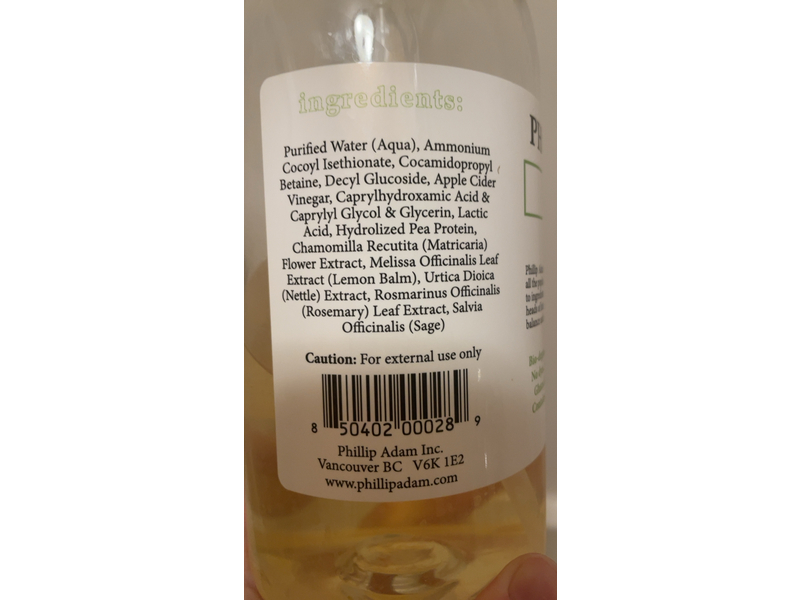 ingredients:
Purified Water (Aqua), Ammonium
Cocoyl Isethionate, Cocamidopropyl
Betaine, Decyl Glucoside, Apple Cider
Vinegar, Caprylhydroxamic Acid &
Caprylyl Glycol & Glycerin, Lactic
Acid, Hydrolized Pea Protein,
Chamomilla Recutita (Matricaria)
Flower Extract, Melissa Officinalis Leaf
Extract (Lemon Balm), Urtica Dioica
(Nettle) Extract, Rosmarinus Officinalis
(Rosemary) Leaf Extract, Salvia
Officinalis (Sage)
Caution: For external use only
8 50402 00028 9
Phillip Adam Inc.
Vancouver BC V6K 1E2
www.phillipadam.com
Phillip
all the